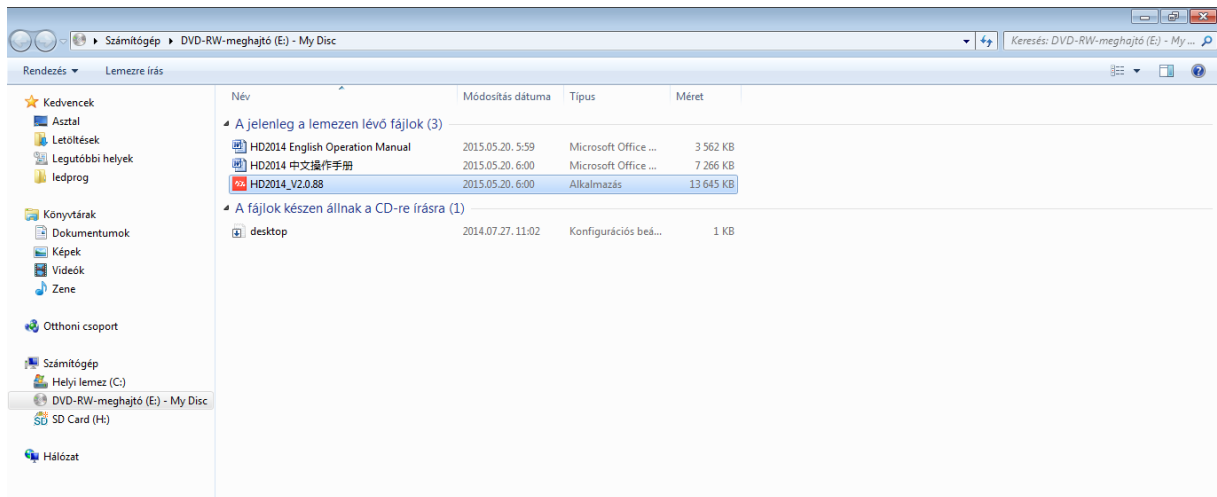 Számítógép DVD-RW-meghajtó (E:) - My Disc Keresés: DVD-RW-meghajtó (E:) - My ...
Rendezés Lemezre írás
Kedvencek
Asztal
Letöltések
Legutóbbi helyek
ledprog
Könyvtárak
Dokumentumok
Képek
Videók
Zene
Otthoni csoport
Számítógép
Helyi lemez (C:)
DVD-RW-meghajtó (E:) - My Disc
SD Card (H:)
Hálózat
Név Módosítás dátuma Típus Méret
A jelenleg a lemezen lévő fájlok (3)
HD2014 English Operation Manual 2015.05.20. 5:59 Microsoft Office ... 3 562 KB
HD2014 中文操作手册 2015.05.20. 6:00 Microsoft Office ... 7 266 KB
HD2014_V2.0.88 2015.05.20. 6:00 Alkalmazás 13 645 KB
A fájlok készen állnak a CD-re írásra (1)
desktop 2014.07.27. 11:02 Konfigurációs beá... 1 KB